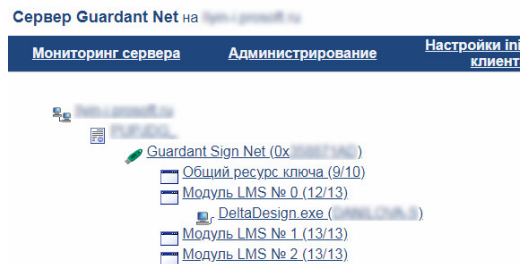 Сервер Guardant Net на
Мониторинг сервера Администрирование Настройки ini
клиент
Guardant Sign Net (0x )
Общий ресурс ключа (9/10)
Модуль LMS № 0 (12/13)
DeltaDesign.exe ( )
Модуль LMS № 1 (13/13)
Модуль LMS № 2 (13/13)